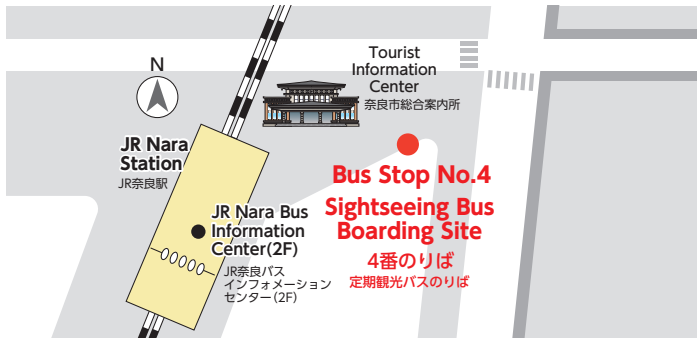 N
Tourist
Information
Center
奈良市総合案内所
JR Nara
Station
JR奈良駅
Bus Stop No.4
Sightseeing Bus
Boarding Site
4番のりば
定期観光バスのりば
JR Nara Bus
Information
Center(2F)
JR奈良バス
インフォメーション
センター(2F)